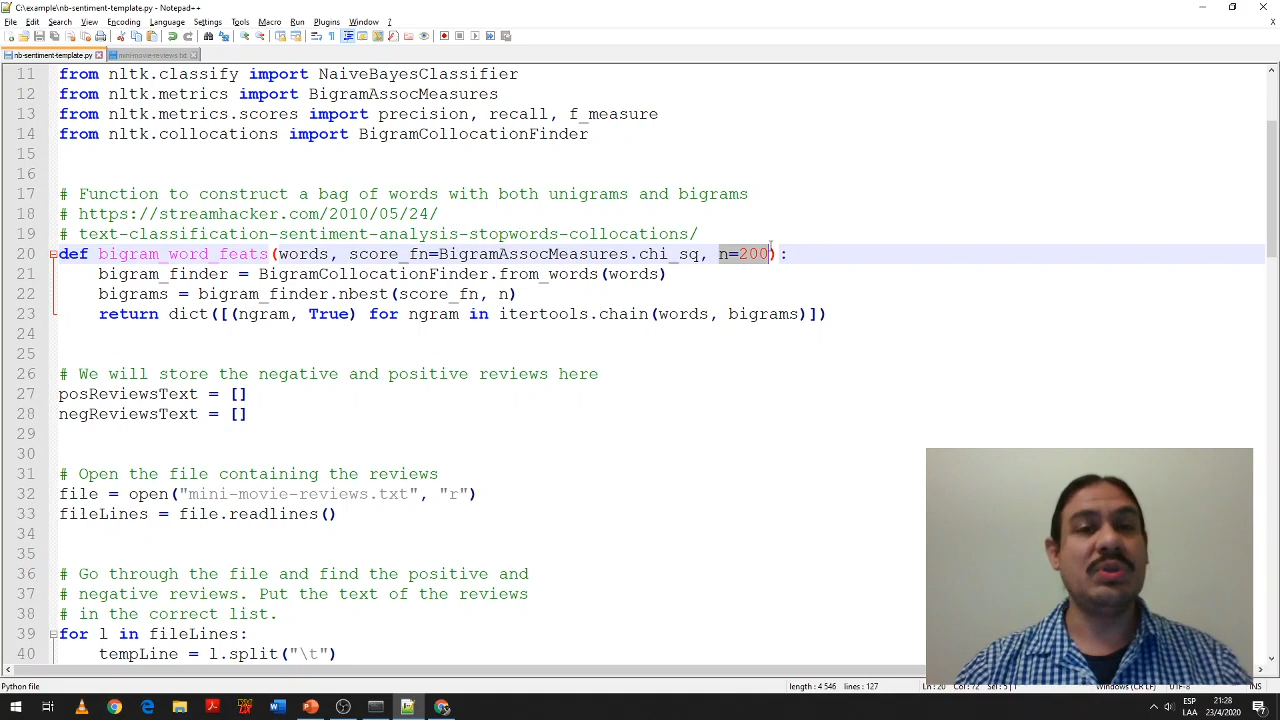 C:\example\nb-sentiment-template.py - Notepad++
File Edit Search View Encoding Language Settings Tools Macro Run Plugins Window ?
nb-sentiment-template.py mini-movie-reviews.txt
11 from nltk.classify import NaiveBayesClassifier
12 from nltk.metrics import BigramAssocMeasures
13 from nltk.metrics.scores import precision, recall, f_measure
14 from nltk.collocations import BigramCollocationFinder
15
16
17 # Function to construct a bag of words with both unigrams and bigrams
18 # https://streamhacker.com/2010/05/24/
19 # text-classification-sentiment-analysis-stopwords-collocations/
20 def bigram_word_feats(words, score_fn=BigramAssocMeasures.chi_sq, n=200):
21 bigram_finder = BigramCollocationFinder.from_words(words)
22 bigrams = bigram_finder.nbest(score_fn, n)
23 return dict([(ngram, True) for ngram in itertools.chain(words, bigrams)])
24
25
26 # We will store the negative and positive reviews here
27 posReviewsText = []
28 negReviewsText = []
29
30
31 # Open the file containing the reviews
32 file = open("mini-movie-reviews.txt", "r")
33 fileLines = file.readlines()
34
35
36 # Go through the file and find the positive and
37 # negative reviews. Put the text of the reviews
38 # in the correct list.
39 for l in fileLines:
40 tempLine = l.split("\t")
Python file length: 4.546 lines: 127 Windows (CR LF) UTF-8 INS
ESP 21:28
LAA 23/4/2020